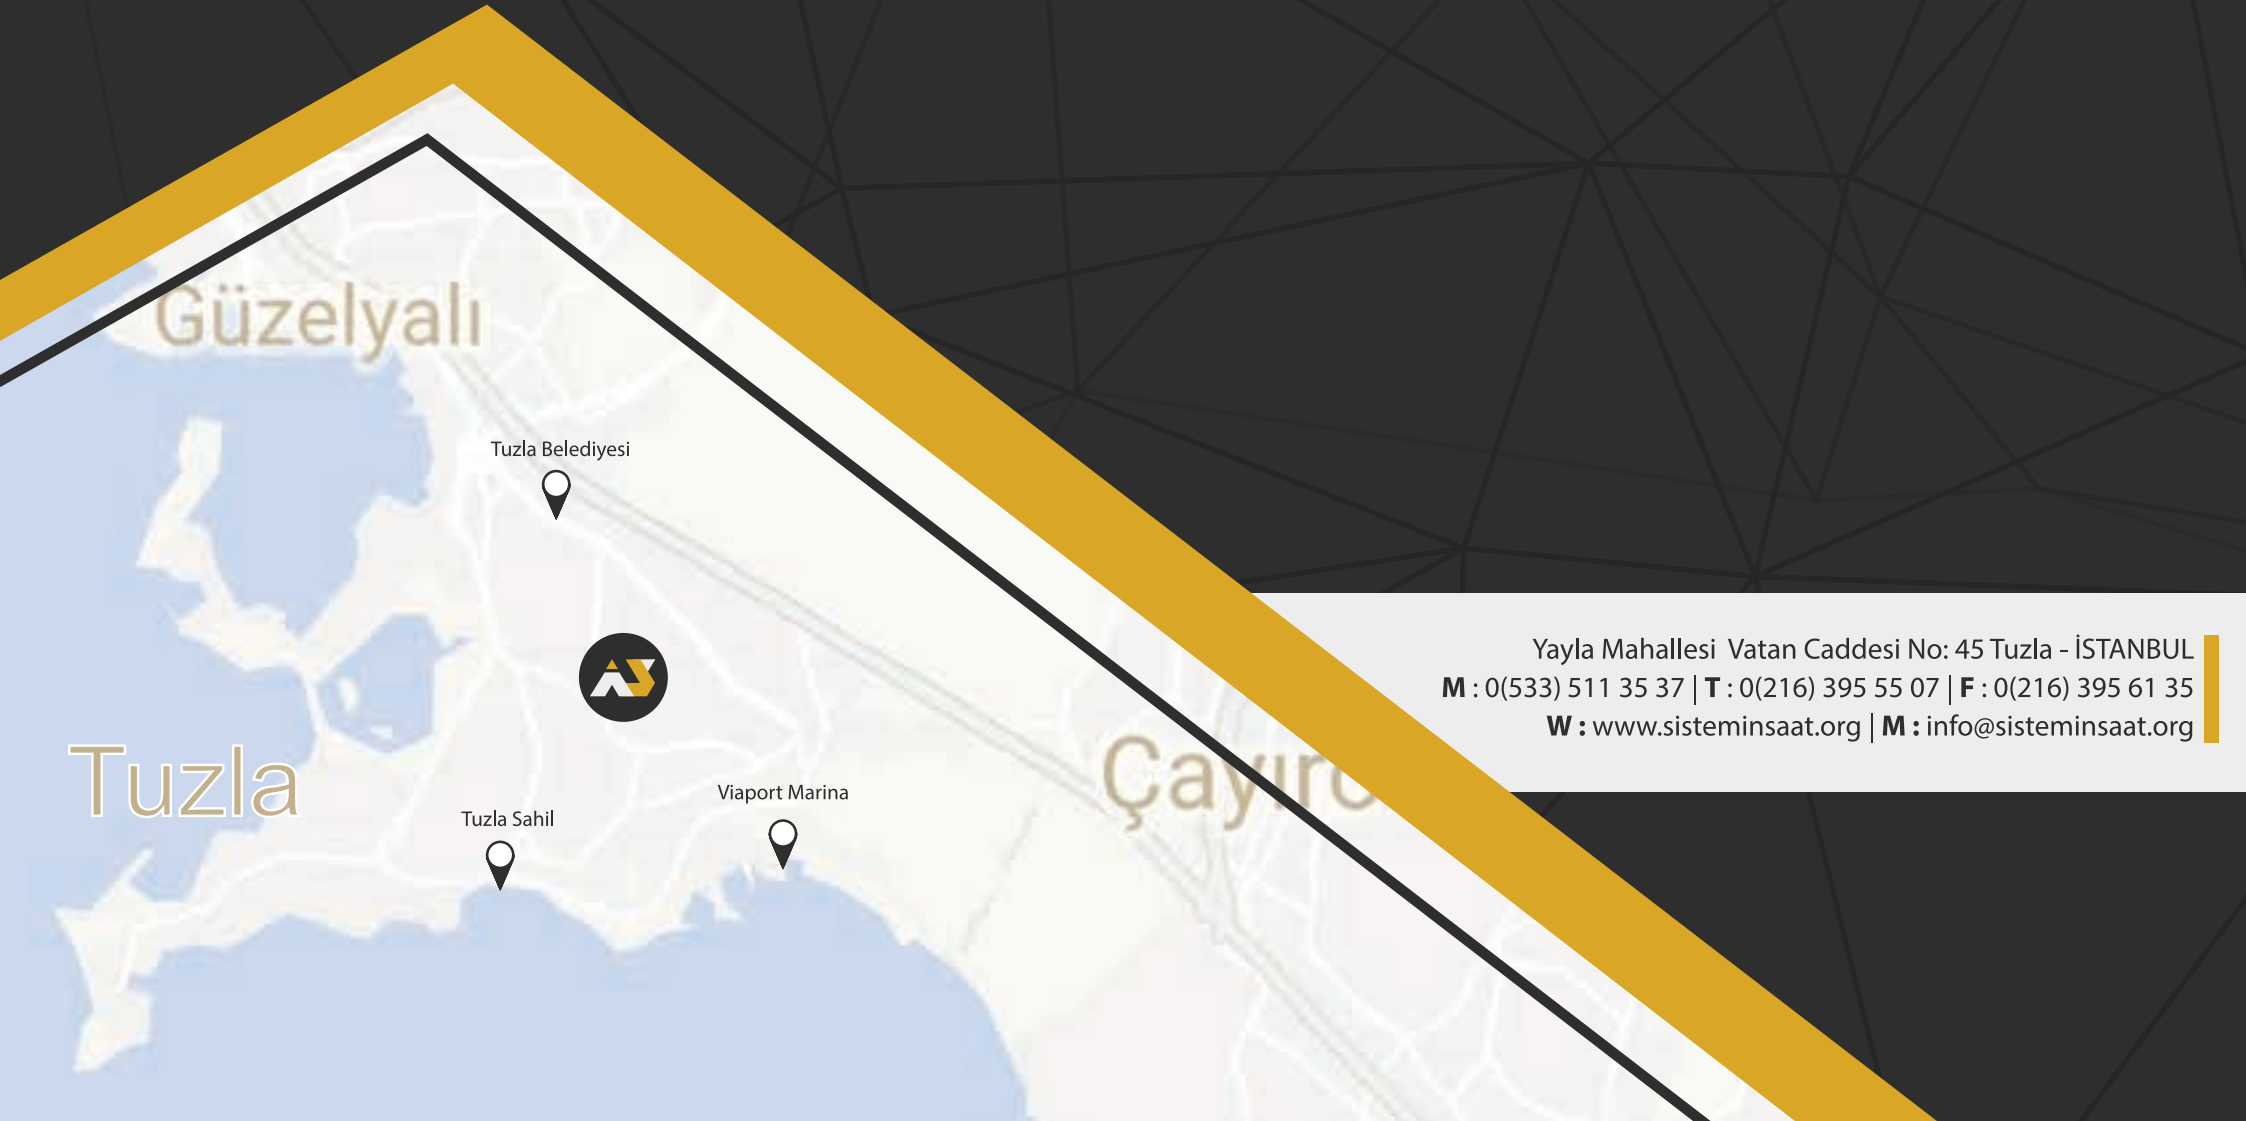 Güzelyalı
Tuzla Belediyesi
Yayla Mahallesi Vatan Caddesi No: 45 Tuzla - İSTANBUL
M : 0(533) 511 35 37 | T : 0(216) 395 55 07 | F : 0(216) 395 61 35
W : www.sisteminsaat.org | M : info@sisteminsaat.org
Tuzla
Çayıro
Viaport Marina
Tuzla Sahil